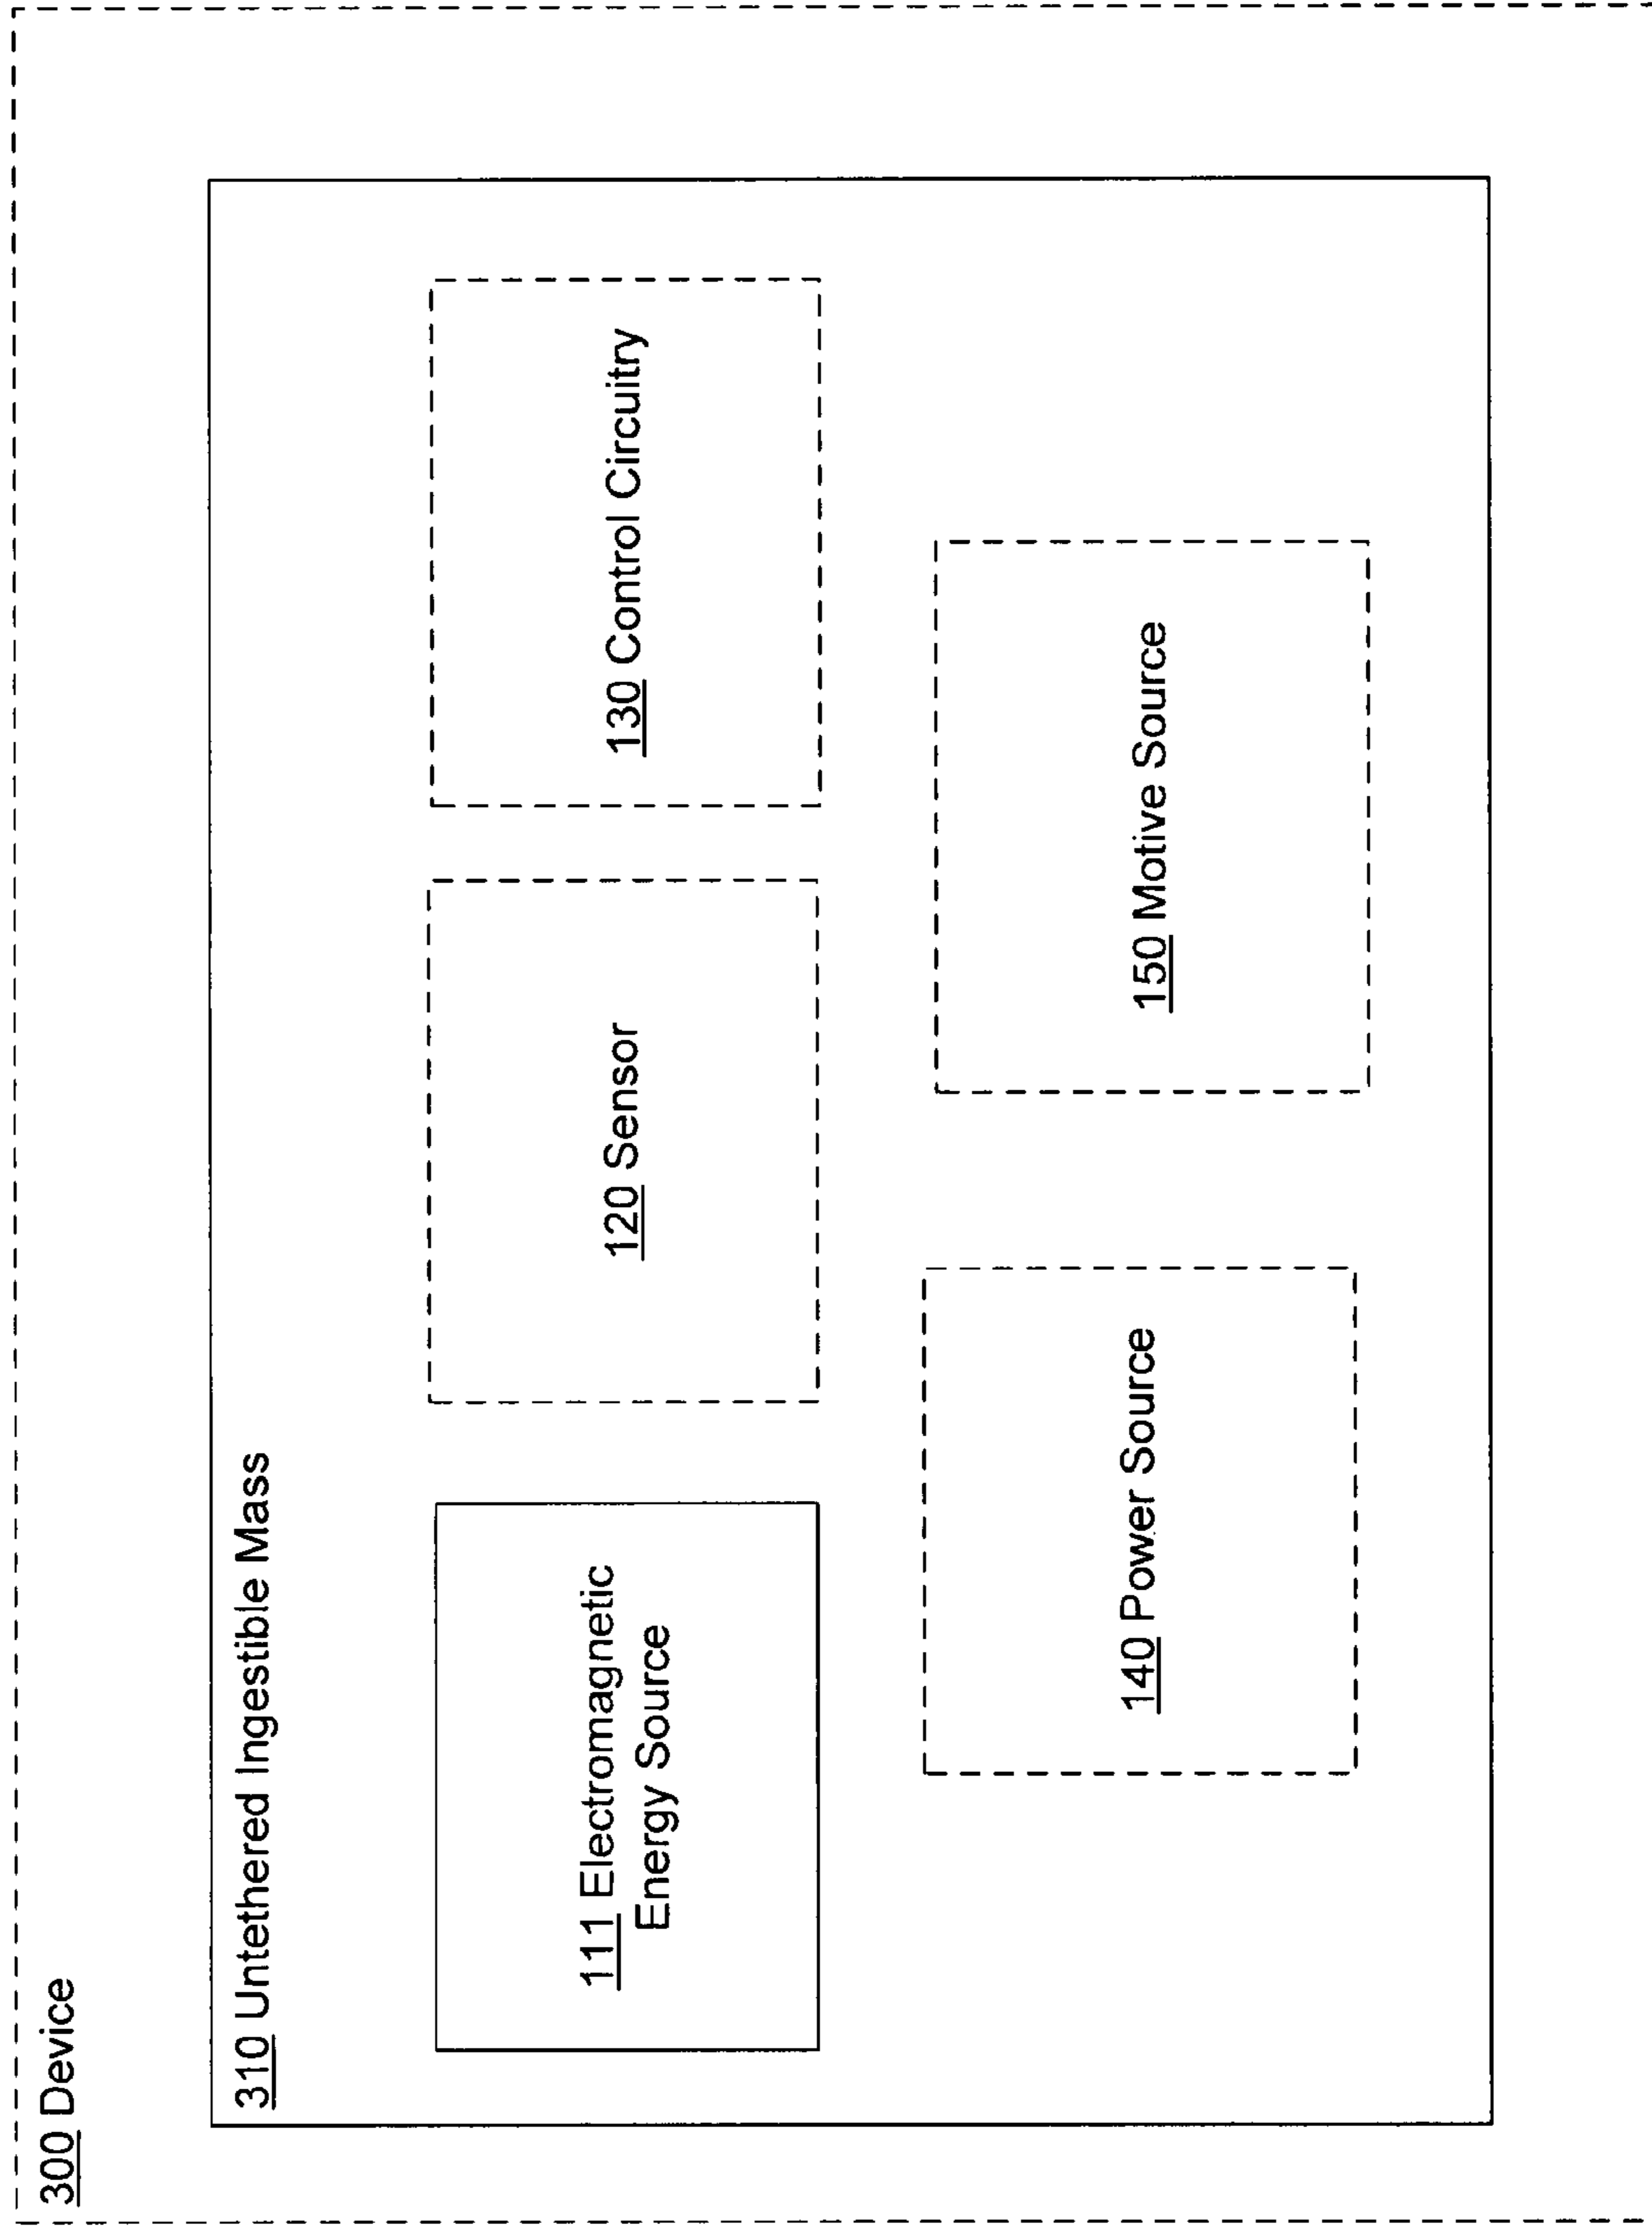 300 Device
310 Untethered Ingestible Mass
111 Electromagnetic
Energy Source
120 Sensor
130 Control Circuitry
140 Power Source
150 Motive Source